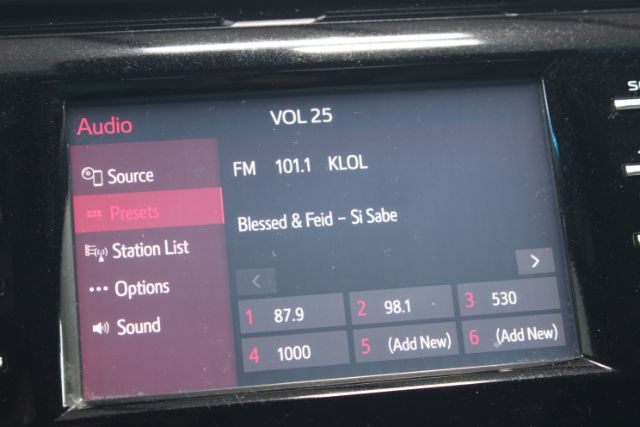 Audio
VOL 25
Source
Presets
Station List
Options
Sound
FM 101.1 KLOL
Blessed & Feid – Si Sabe
<
>
1 87.9
2 98.1
3 530
4 1000
5 (Add New)
6 (Add New)